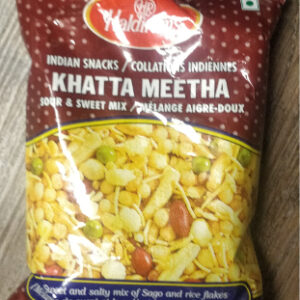 Haldiram's
INDIAN SNACKS / COLLATIONS INDIENNES
KHATTA MEETHA
SOUR & SWEET MIX / MÉLANGE AIGRE-DOUX
Sweet and salty mix of Sago and rice flakes